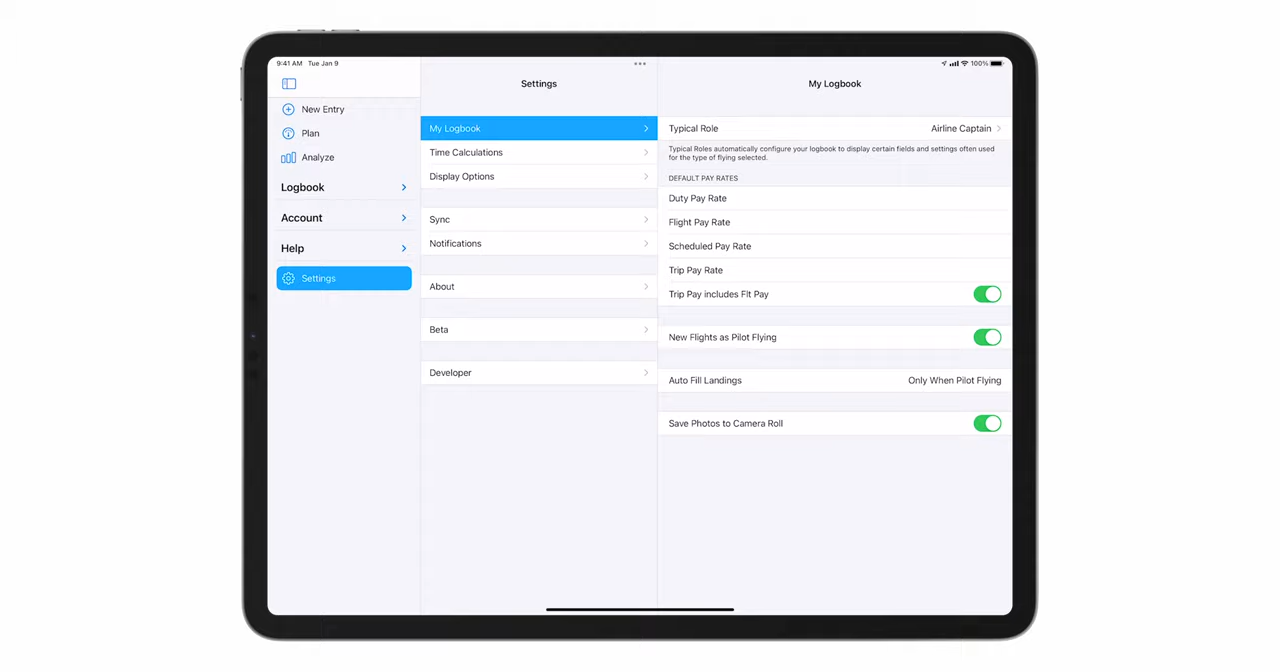 9:41 AM Tue Jan 9
100%
New Entry
Plan
Analyze
Logbook
Account
Help
Settings
Settings
My Logbook
Time Calculations
Display Options
Sync
Notifications
About
Beta
Developer
My Logbook
Typical Role Airline Captain
Typical Roles automatically configure your logbook to display certain fields and settings often used
for the type of flying selected.
DEFAULT PAY RATES
Duty Pay Rate
Flight Pay Rate
Scheduled Pay Rate
Trip Pay Rate
Trip Pay includes Flt Pay
New Flights as Pilot Flying
Auto Fill Landings Only When Pilot Flying
Save Photos to Camera Roll